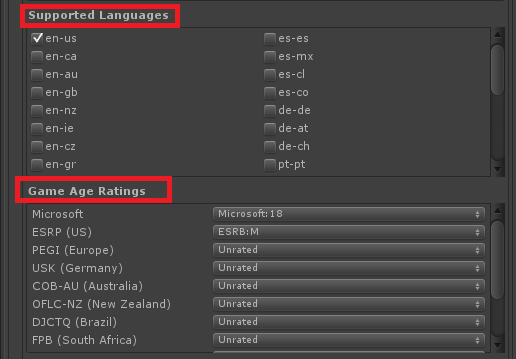 Supported Languages
en-us es-es
en-ca es-mx
en-au es-cl
en-gb es-co
en-nz de-de
en-ie de-at
en-cz de-ch
en-gr pt-pt
Game Age Ratings
Microsoft Microsoft:18
ESRP (US) ESRB:M
PEGI (Europe) Unrated
USK (Germany) Unrated
COB-AU (Australia) Unrated
OFLC-NZ (New Zealand) Unrated
DJCTQ (Brazil) Unrated
FPB (South Africa) Unrated